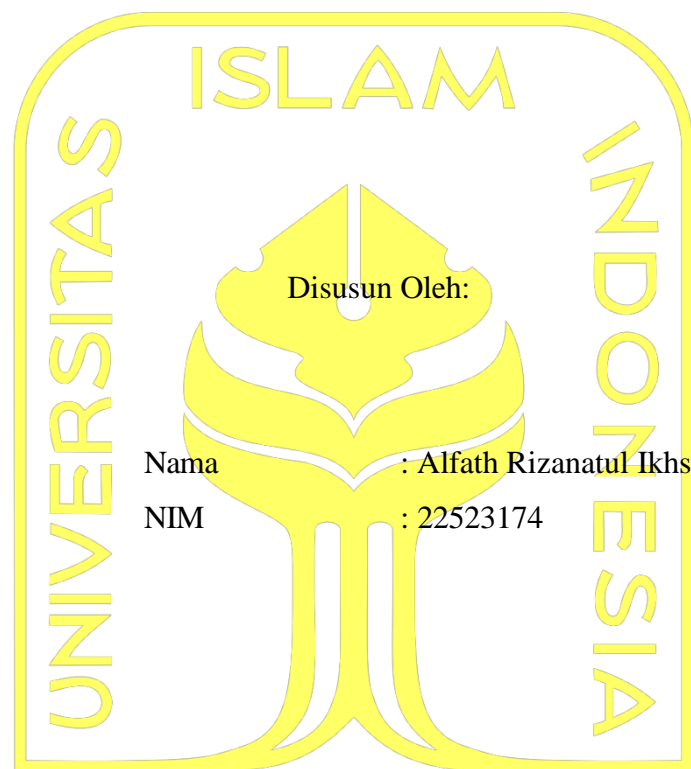 ISLAM
UNIVERSITAS
INDONESIA
Disusun Oleh:
Nama : Alfath Rizanatul Ikhs
NIM : 22523174